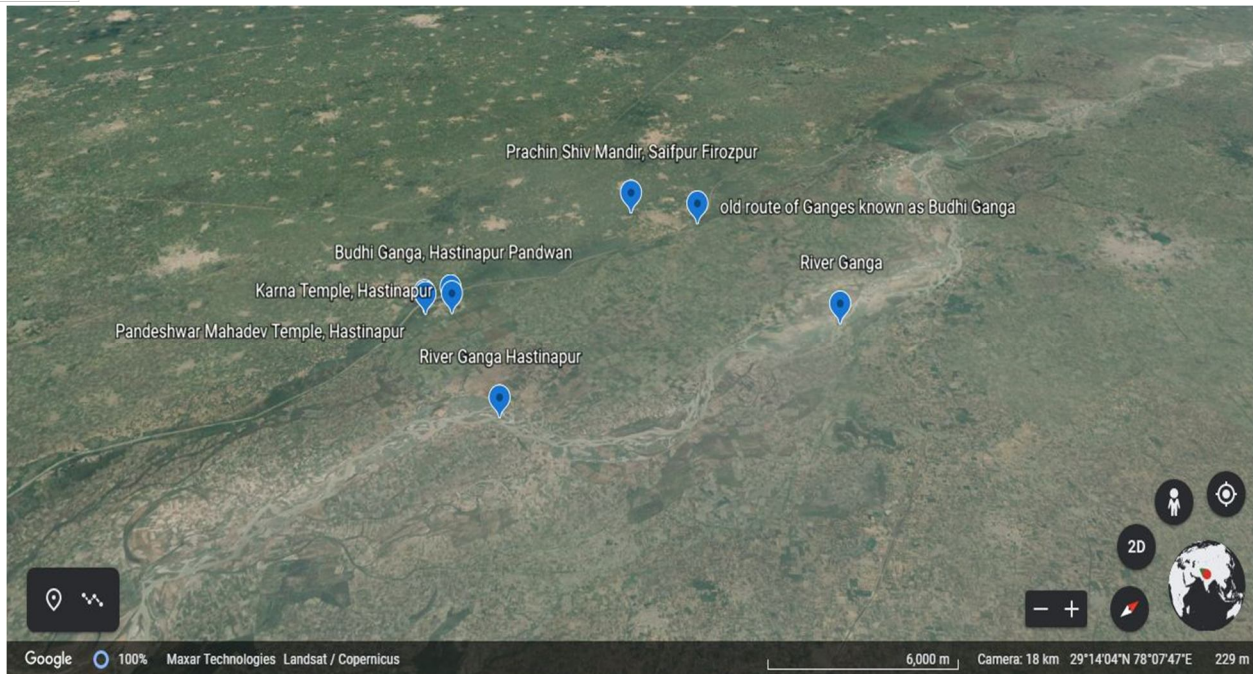 Prachin Shiv Mandir, Saifpur Firozpur
old route of Ganges known as Budhi Ganga
Budhi Ganga, Hastinapur Pandwan
River Ganga
Karna Temple, Hastinapur
Pandeshwar Mahadev Temple, Hastinapur
River Ganga Hastinapur
2D
Google 100% Maxar Technologies Landsat / Copernicus 6,000 m Camera: 18 km 29°14'04"N 78°07'47"E 229 m